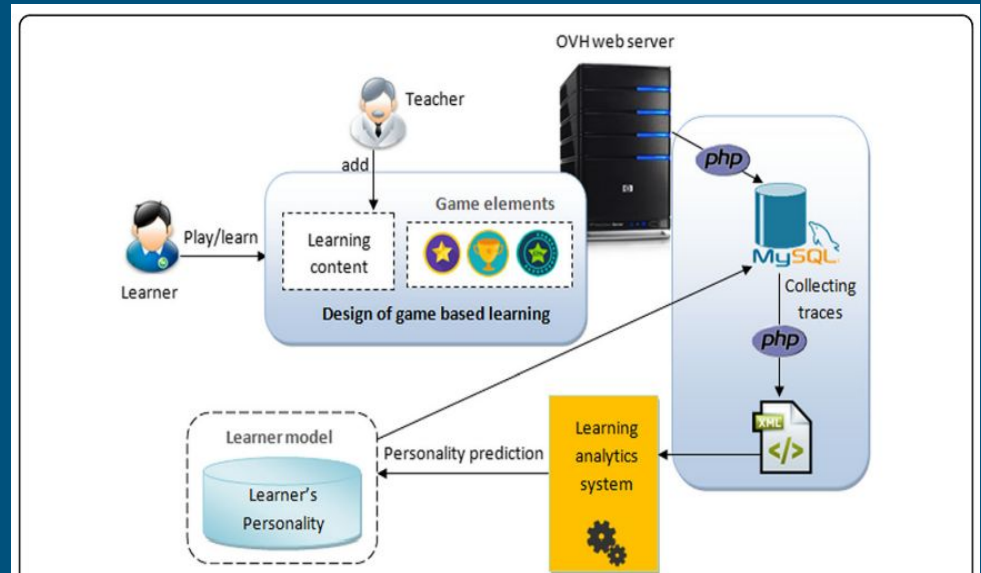 OVH web server
Teacher
add
php
Game elements
Play/learn
Learning
content
Learner
Design of game based learning
MySQL
Collecting
traces
php
XML
</>
Learner model
Personality prediction
Learning
analytics
system
Learner's
Personality
hp